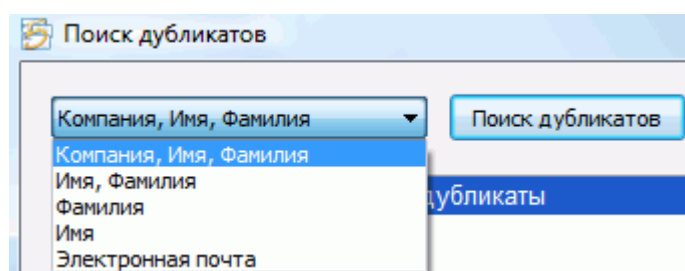 Поиск дубликатов
Компания, Имя, Фамилия
Поиск дубликатов
Компания, Имя, Фамилия
Имя, Фамилия
дубликаты
Фамилия
Имя
Электронная почта